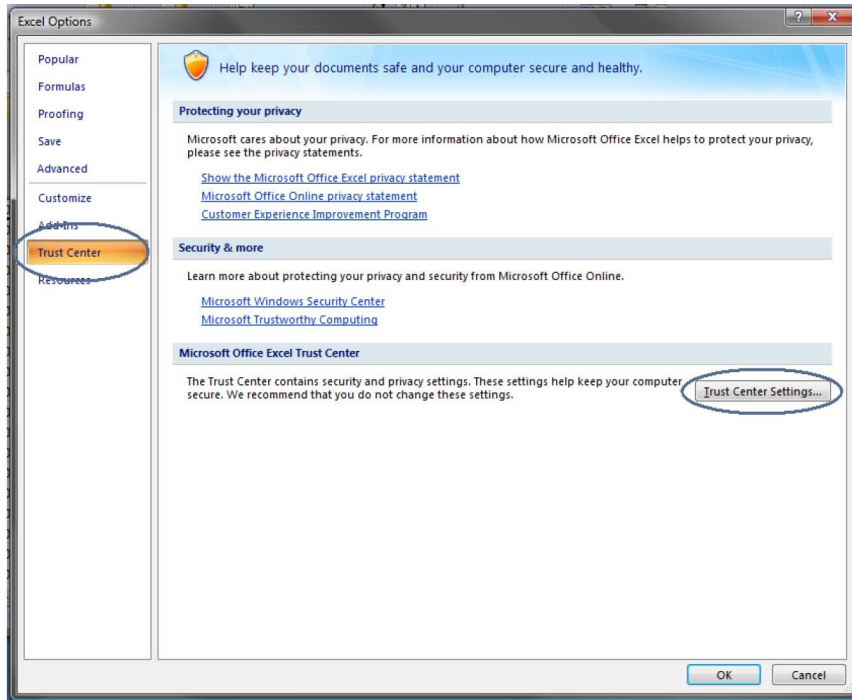 Excel Options
Popular
Formulas
Proofing
Save
Advanced
Customize
Add-Ins
Trust Center
Resources
Help keep your documents safe and your computer secure and healthy.
Protecting your privacy
Microsoft cares about your privacy. For more information about how Microsoft Office Excel helps to protect your privacy,
please see the privacy statements.
Show the Microsoft Office Excel privacy statement
Microsoft Office Online privacy statement
Customer Experience Improvement Program
Security & more
Learn more about protecting your privacy and security from Microsoft Office Online.
Microsoft Windows Security Center
Microsoft Trustworthy Computing
Microsoft Office Excel Trust Center
The Trust Center contains security and privacy settings. These settings help keep your computer
secure. We recommend that you do not change these settings.
Trust Center Settings...
OK
Cancel